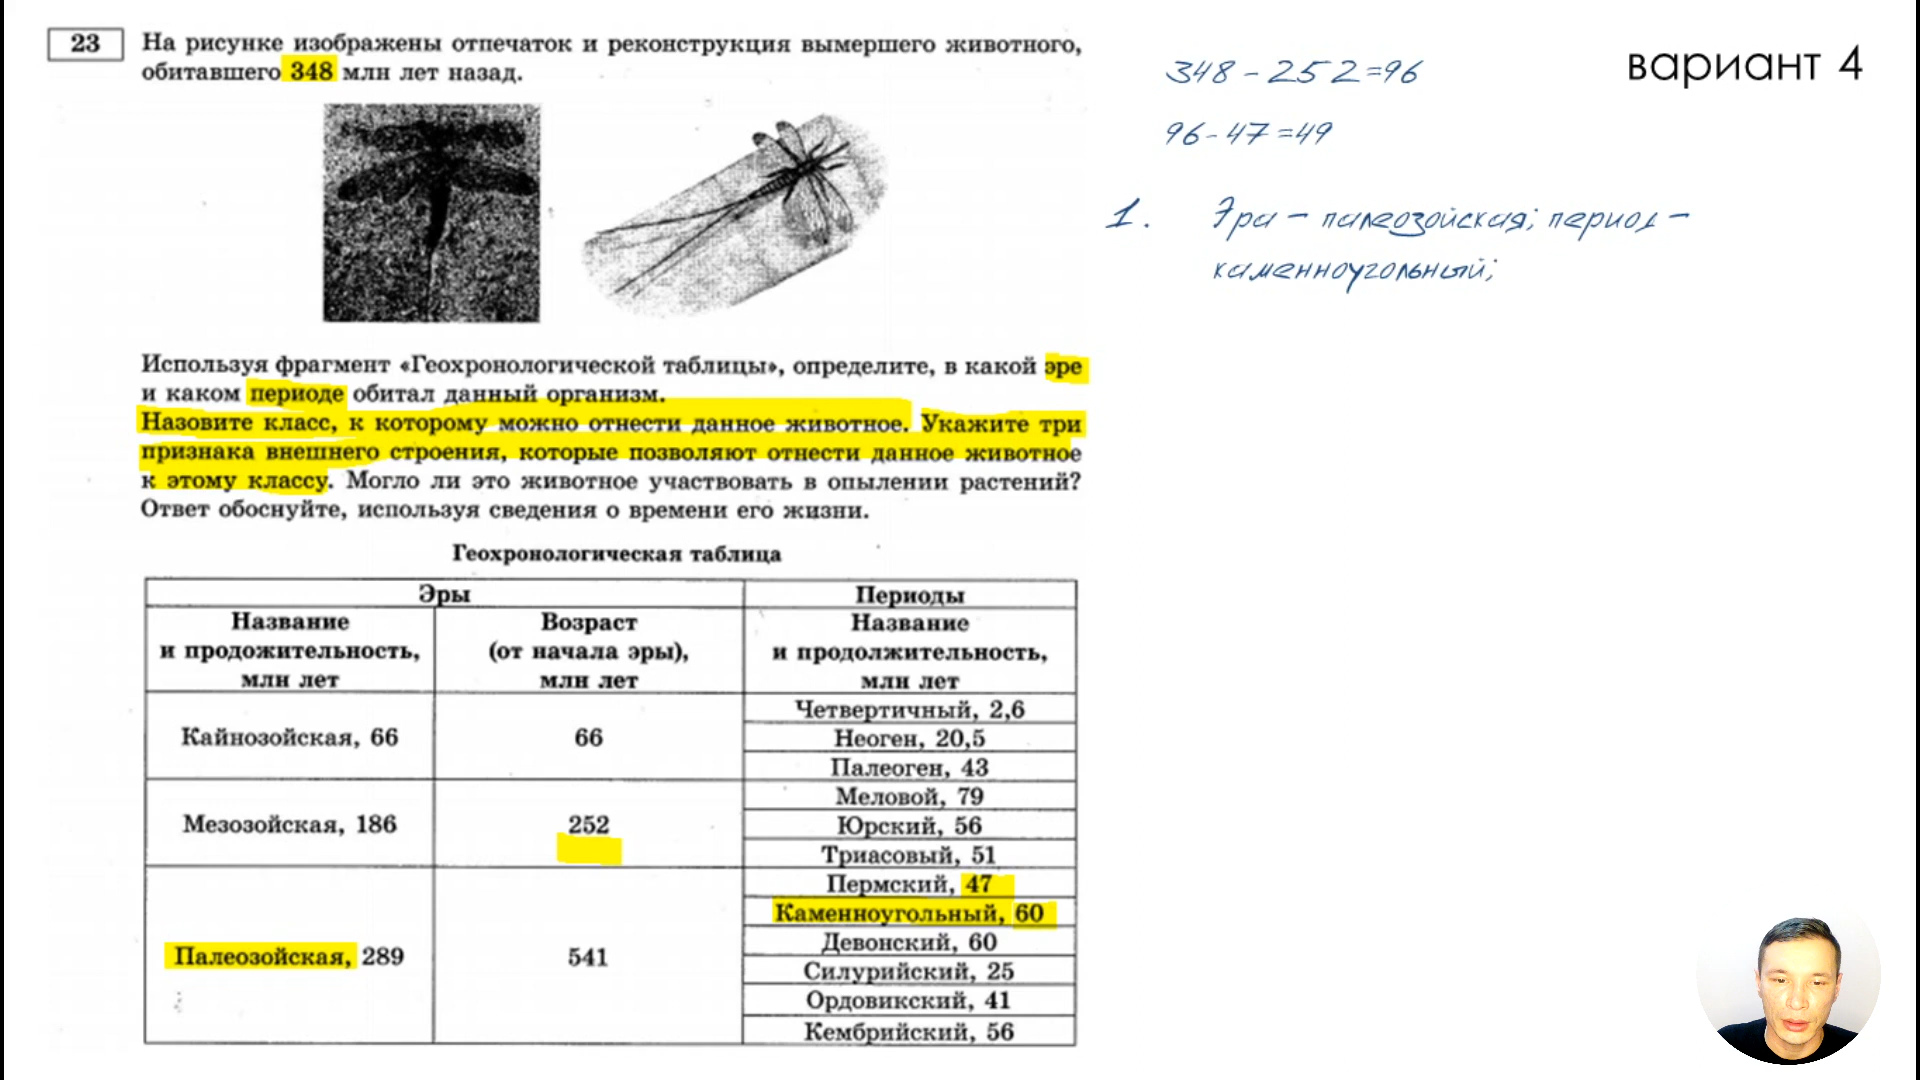 23
На рисунке изображены отпечаток и реконструкция вымершего животного,
обитавшего 348 млн лет назад.
348 - 252 = 96
96 - 47 = 49
вариант 4
1. Эра – палеозойская; период –
каменноугольный;
Используя фрагмент «Геохронологической таблицы», определите, в какой эре
и каком периоде обитал данный организм.
Назовите класс, к которому можно отнести данное животное. Укажите три
признака внешнего строения, которые позволяют отнести данное животное
к этому классу. Могло ли это животное участвовать в опылении растений?
Ответ обоснуйте, используя сведения о времени его жизни.
Геохронологическая таблица
Эры
Периоды
Название
и продожительность,
млн лет
Возраст
(от начала эры),
млн лет
Название
и продолжительность,
млн лет
Кайнозойская, 66
66
Четвертичный, 2,6
Неоген, 20,5
Палеоген, 43
Мезозойская, 186
252
Меловой, 79
Юрский, 56
Триасовый, 51
Палеозойская, 289
541
Пермский, 47
Каменноугольный, 60
Девонский, 60
Силурийский, 25
Ордовикский, 41
Кембрийский, 56